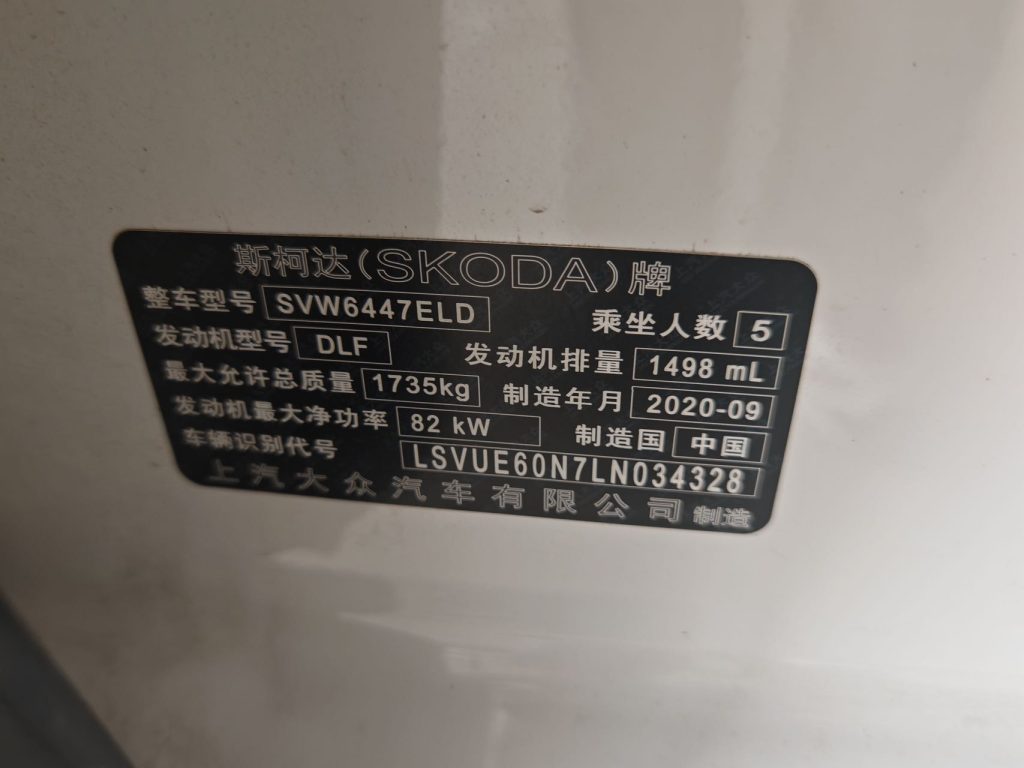 斯柯达(SKODA)牌
整车型号 SVW6447ELD 乘坐人数 5
发动机型号 DLF 发动机排量 1498 mL
最大允许总质量 1735kg 制造年月 2020-09
发动机最大净功率 82 kW 制造国 中国
车辆识别代号 LSVUE60N7LN034328
上汽大众汽车有限公司 制造